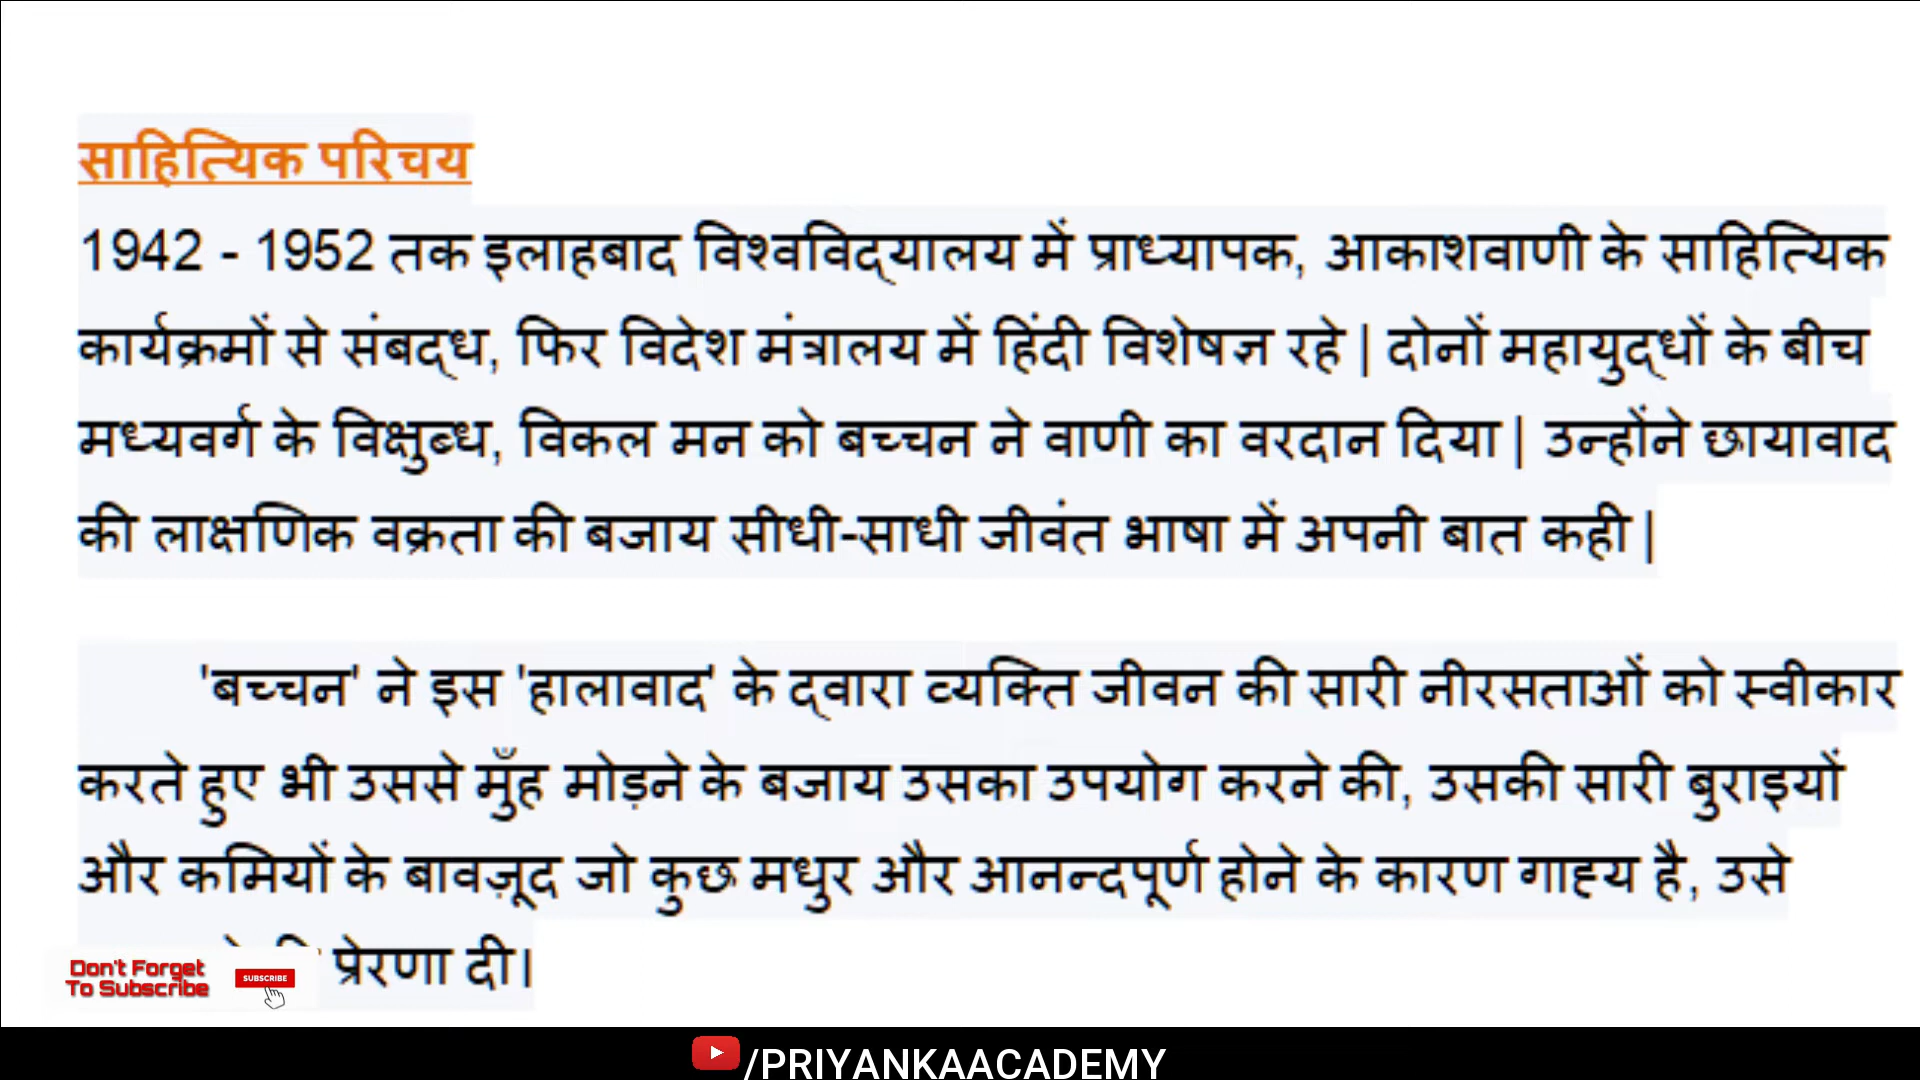 साहित्यिक परिचय
1942 - 1952 तक इलाहबाद विश्वविद्यालय में प्राध्यापक, आकाशवाणी के साहित्यिक
कार्यक्रमों से संबद्ध, फिर विदेश मंत्रालय में हिंदी विशेषज्ञ रहे | दोनों महायुद्धों के बीच
मध्यवर्ग के विक्षुब्ध, विकल मन को बच्चन ने वाणी का वरदान दिया | उन्होंने छायावाद
की लाक्षणिक वक्रता की बजाय सीधी-साधी जीवंत भाषा में अपनी बात कही |
'बच्चन' ने इस 'हालावाद' के द्वारा व्यक्ति जीवन की सारी नीरसताओं को स्वीकार
करते हुए भी उससे मुँह मोड़ने के बजाय उसका उपयोग करने की, उसकी सारी बुराइयों
और कमियों के बावज़ूद जो कुछ मधुर और आनन्दपूर्ण होने के कारण गाह्य है, उसे
प्रेरणा दी।
Don't Forget
To Subscribe
SUBSCRIBE
/PRIYANKAACADEMY